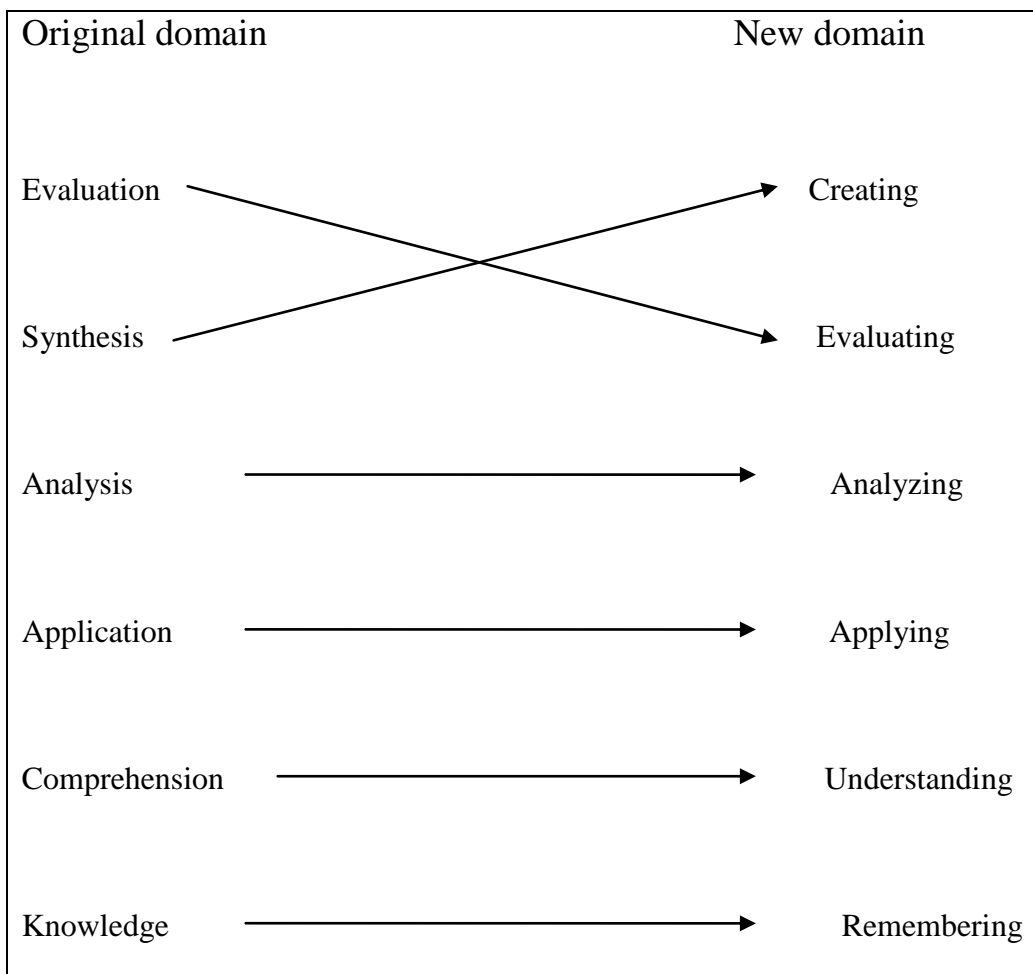 Original domain New domain
Evaluation Creating
Synthesis Evaluating
Analysis Analyzing
Application Applying
Comprehension Understanding
Knowledge Remembering